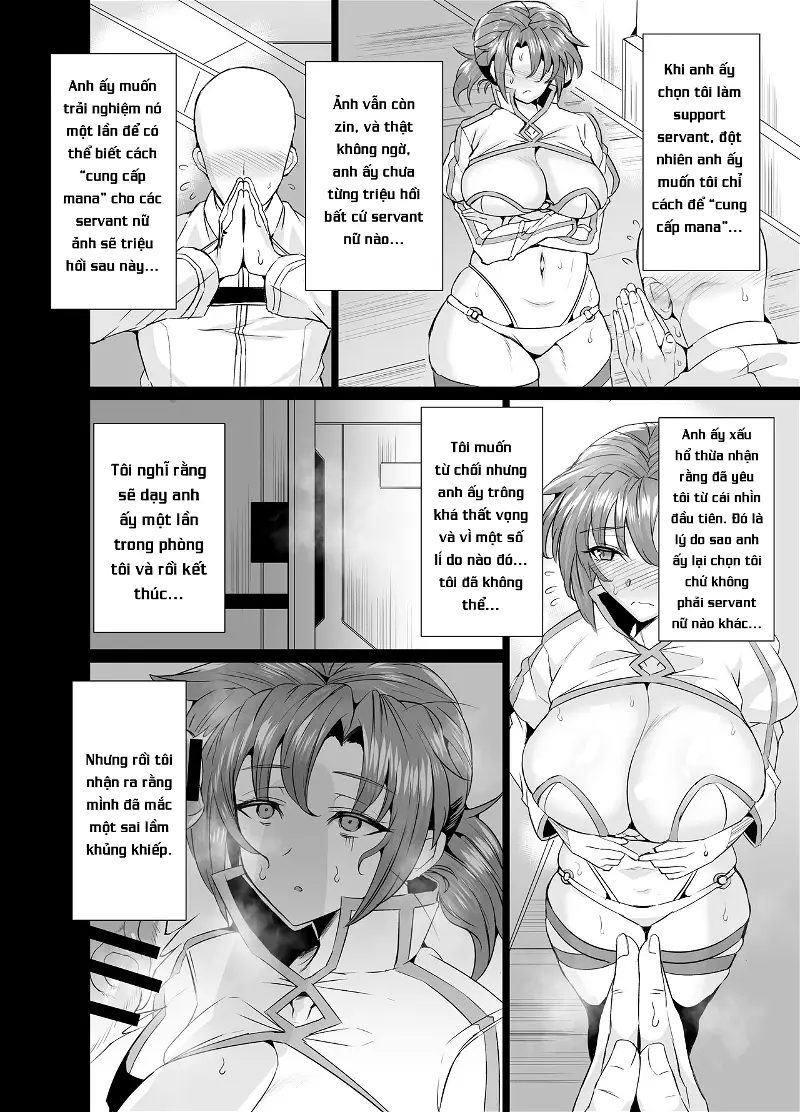 Khi anh ấy
chọn tôi làm
support
servant, đột
nhiên anh ấy
muốn tôi chỉ
cách để “cung
cấp mana”...
Ảnh vẫn còn
zin, và thật
không ngờ,
anh ấy chưa
từng triệu hồi
bất cứ servant
nữ nào...
Anh ấy muốn
trải nghiệm nó
một lần để có
thể biết cách
“cung cấp
mana” cho các
servant nữ
ảnh sẽ triệu
hồi sau này...
Anh ấy xấu
hổ thừa nhận
rằng đã yêu
tôi từ cái nhìn
đầu tiên. Đó là
lý do sao anh
ấy lại chọn tôi
chứ không
phải servant
nữ nào khác...
Tôi muốn
từ chối nhưng
anh ấy trông
khá thất vọng
và vì một số
lí do nào đó...
tôi đã không
thể...
Tôi nghĩ rằng
sẽ dạy anh
ấy một lần
trong phòng
tôi và rồi kết
thúc...
Nhưng rồi tôi
nhận ra rằng
mình đã mắc
một sai lầm
khủng khiếp.